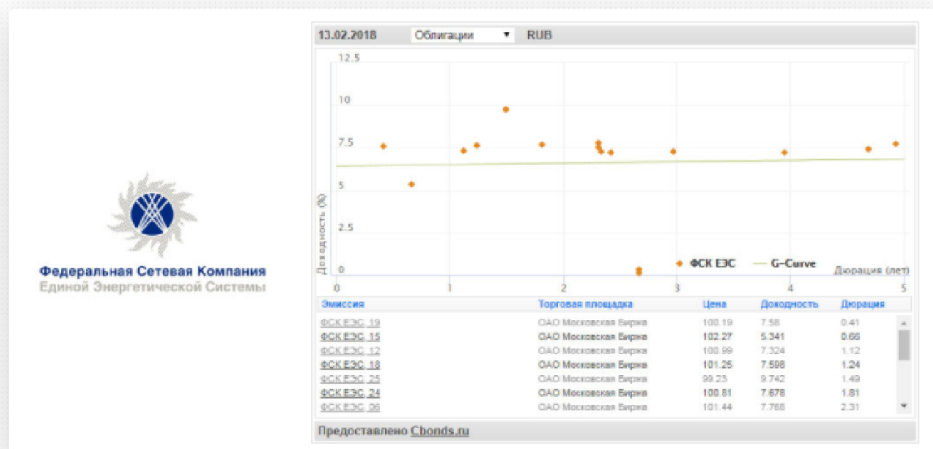 13.02.2018 Облигации RUB
12.5
10
7.5
5
2.5
0
Доходность (%)
ФСК ЕЭС G-Curve
Дюрация (лет)
0 1 2 3 4 5
Федеральная Сетевая Компания
Единой Энергетической Системы
Эмиссия Торговая площадка Цена Доходность Дюрация
ФСК ЕЭС, 19 ОАО Московская Биржа 100.19 7.58 0.41
ФСК ЕЭС, 15 ОАО Московская Биржа 102.27 5.341 0.66
ФСК ЕЭС, 12 ОАО Московская Биржа 100.99 7.324 1.12
ФСК ЕЭС, 18 ОАО Московская Биржа 101.25 7.598 1.24
ФСК ЕЭС, 25 ОАО Московская Биржа 99.23 9.742 1.49
ФСК ЕЭС, 24 ОАО Московская Биржа 100.81 7.678 1.81
ФСК ЕЭС, 06 ОАО Московская Биржа 101.44 7.768 2.31
Предоставлено Cbonds.ru